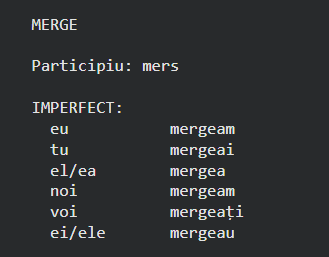 MERGE
Participiu: mers
IMPERFECT:
eu mergeam
tu mergeai
el/ea mergea
noi mergeam
voi mergeați
ei/ele mergeau